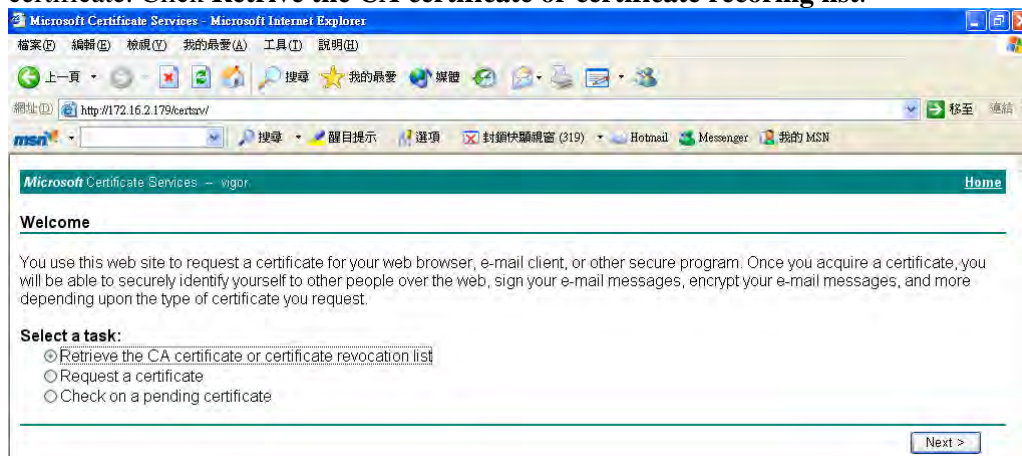 certificate. Click Retrive the CA certificate or certificate recoring list.
Microsoft Certificate Services - Microsoft Internet Explorer
檔案(F) 編輯(E) 檢視(V) 我的最愛(A) 工具(T) 說明(H)
上一頁 搜尋 我的最愛 媒體
網址(D) http://172.16.2.179/certsrv/ 移至 連結
msn 搜尋 醒目提示 選項 封鎖快顯視窗 (319) Hotmail Messenger 我的 MSN
Microsoft Certificate Services -- vigor Home
Welcome
You use this web site to request a certificate for your web browser, e-mail client, or other secure program. Once you acquire a certificate, you
will be able to securely identify yourself to other people over the web, sign your e-mail messages, encrypt your e-mail messages, and more
depending upon the type of certificate you request.
Select a task:
Retrieve the CA certificate or certificate revocation list
Request a certificate
Check on a pending certificate
Next >